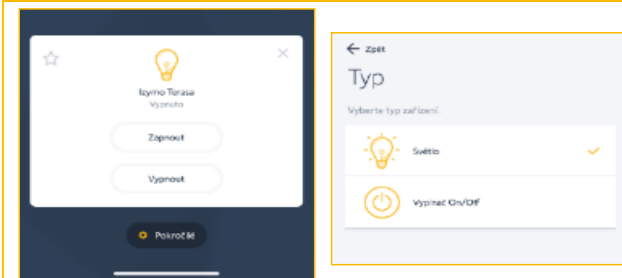 Izymo Terasa
Vypnuto
Zapnout
Vypnout
Pokročilé
Zpět
Typ
Vyberte typ zařízení.
Světlo
Vypínač On/Off